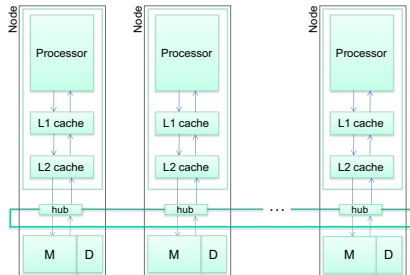 Node
Processor
L1 cache
L2 cache
hub
M D
Node
Processor
L1 cache
L2 cache
hub
M D
...
Node
Processor
L1 cache
L2 cache
hub
M D